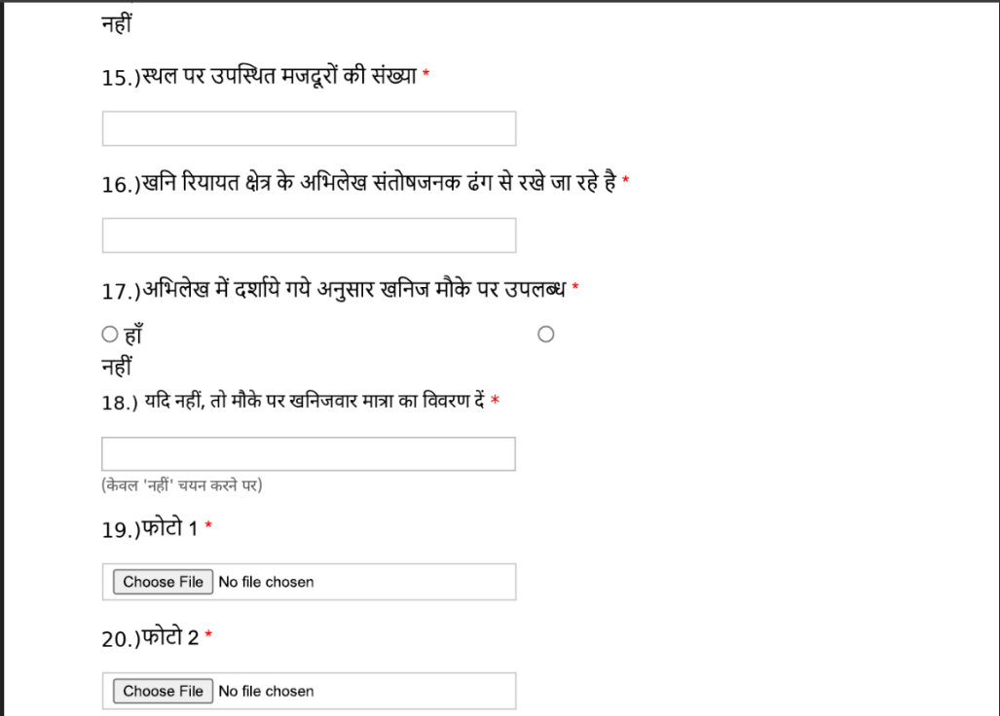 नहीं
15.)स्थल पर उपस्थित मजदूरों की संख्या *
16.)खनि रियायत क्षेत्र के अभिलेख संतोषजनक ढंग से रखे जा रहे है *
17.)अभिलेख में दर्शाये गये अनुसार खनिज मौके पर उपलब्ध *
हाँ
नहीं
18.) यदि नहीं, तो मौके पर खनिजवार मात्रा का विवरण दें *
(केवल 'नहीं' चयन करने पर)
19.)फोटो 1 *
Choose File No file chosen
20.)फोटो 2 *
Choose File No file chosen